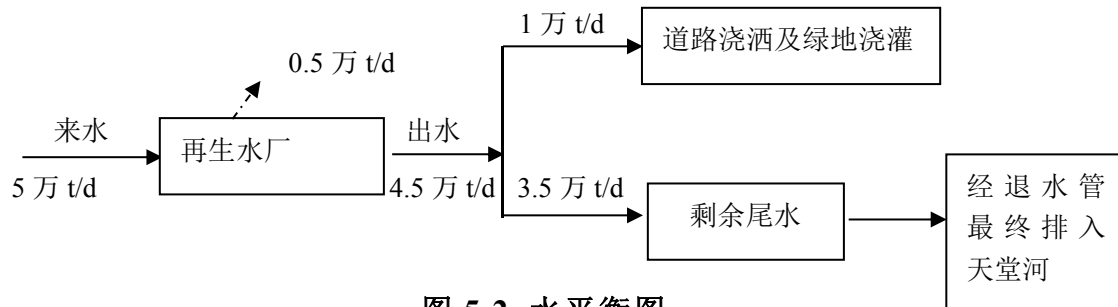 1 万 t/d
道路浇洒及绿地浇灌
0.5 万 t/d
来水
再生水厂
出水
5 万 t/d
4.5 万 t/d
3.5 万 t/d
剩余尾水
经退水管
最终排入
天堂河
图 5-2 水平衡图